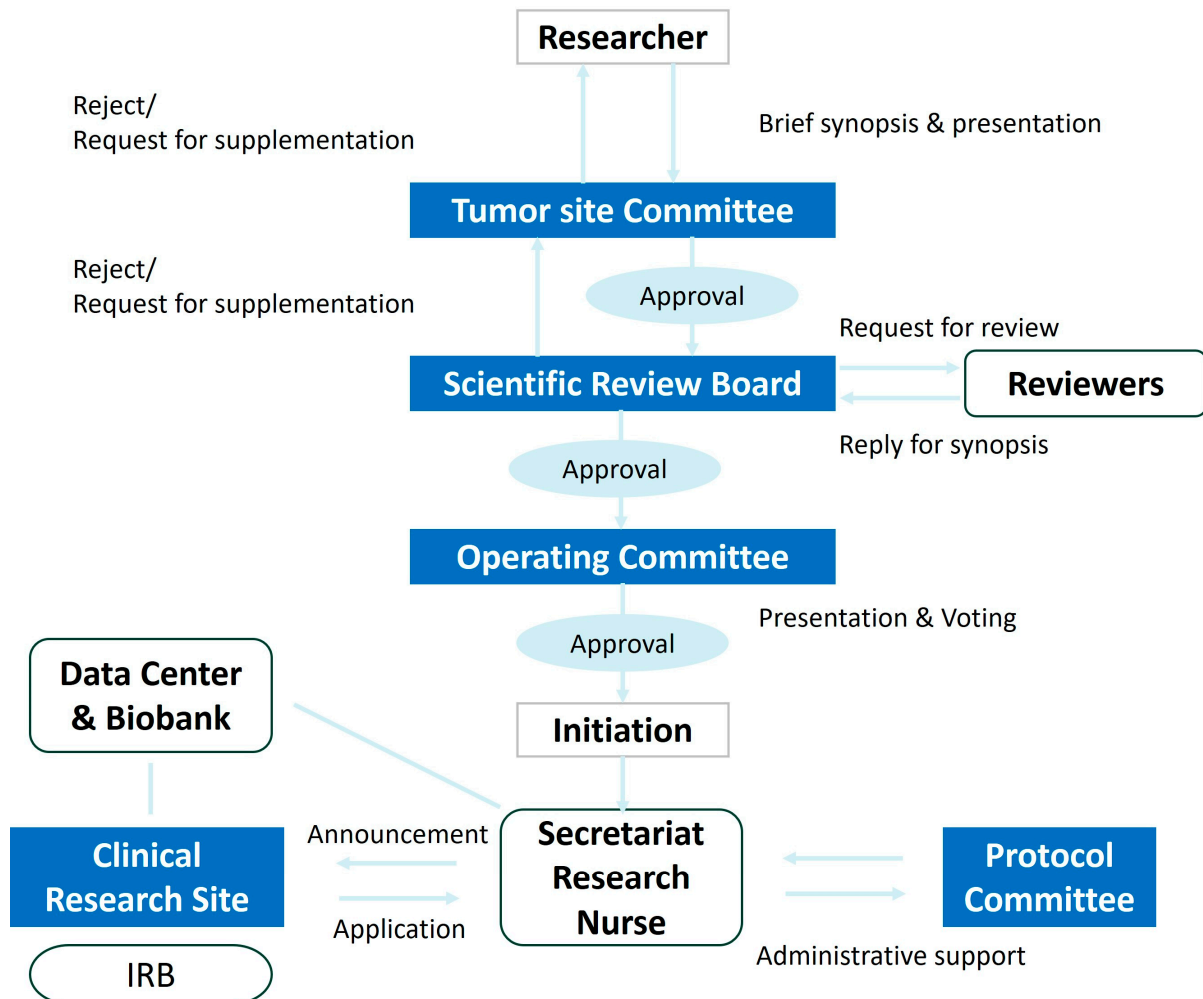 Researcher
Reject/
Request for supplementation
Brief synopsis & presentation
Tumor site Committee
Reject/
Request for supplementation
Approval
Request for review
Scientific Review Board
Reviewers
Reply for synopsis
Approval
Operating Committee
Presentation & Voting
Approval
Data Center
& Biobank
Initiation
Announcement
Secretariat
Research
Nurse
Clinical
Research Site
Protocol
Committee
Application
Administrative support
IRB